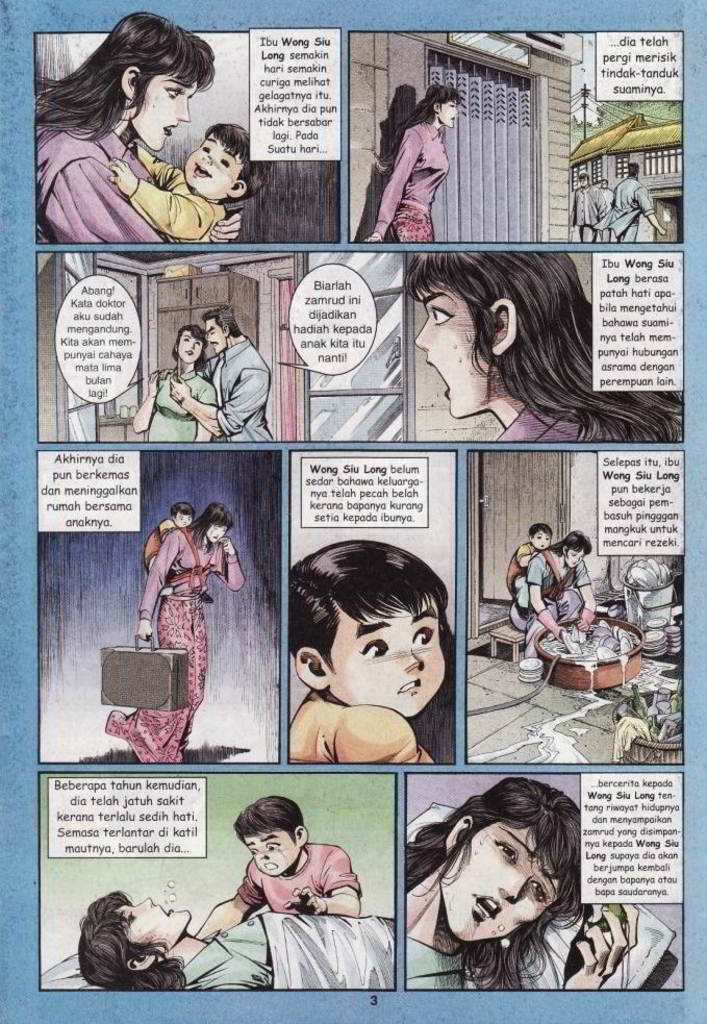 Ibu Wong Siu
Long semakin
hari semakin
curiga melihat
gelagatnya itu.
Akhirnya dia pun
tidak bersabar
lagi. Pada
Suatu hari...
...dia telah
pergi merisik
tindak-tanduk
suaminya.
Abang!
Kata doktor
aku sudah
mengandung.
Kita akan mem-
punyai cahaya
mata lima
bulan
lagi!
Biarlah
zamrud ini
dijadikan
hadiah kepada
anak kita itu
nanti!
Ibu Wong Siu
Long berasa
patah hati apa-
bila mengetahui
bahawa suami-
nya telah mem-
punyai hubungan
asrama dengan
perempuan lain.
Akhirnya dia
pun berkemas
dan meninggalkan
rumah bersama
anaknya.
Wong Siu Long belum
sedar bahawa keluarga-
nya telah pecah belah
kerana bapanya kurang
setia kepada ibunya.
Selepas itu, ibu
Wong Siu Long
pun bekerja
sebagai pem-
basuh pingggan
mangkuk untuk
mencari rezeki.
Beberapa tahun kemudian,
dia telah jatuh sakit
kerana terlalu sedih hati.
Semasa terlantar di katil
mautnya, barulah dia...
...bercerita kepada
Wong Siu Long ten-
tang riwayat hidupnya
dan menyampaikan
zamrud yang disimpan-
nya kepada Wong Siu
Long supaya dia akan
berjumpa kembali
dengan bapanya atau
bapa saudaranya.
3